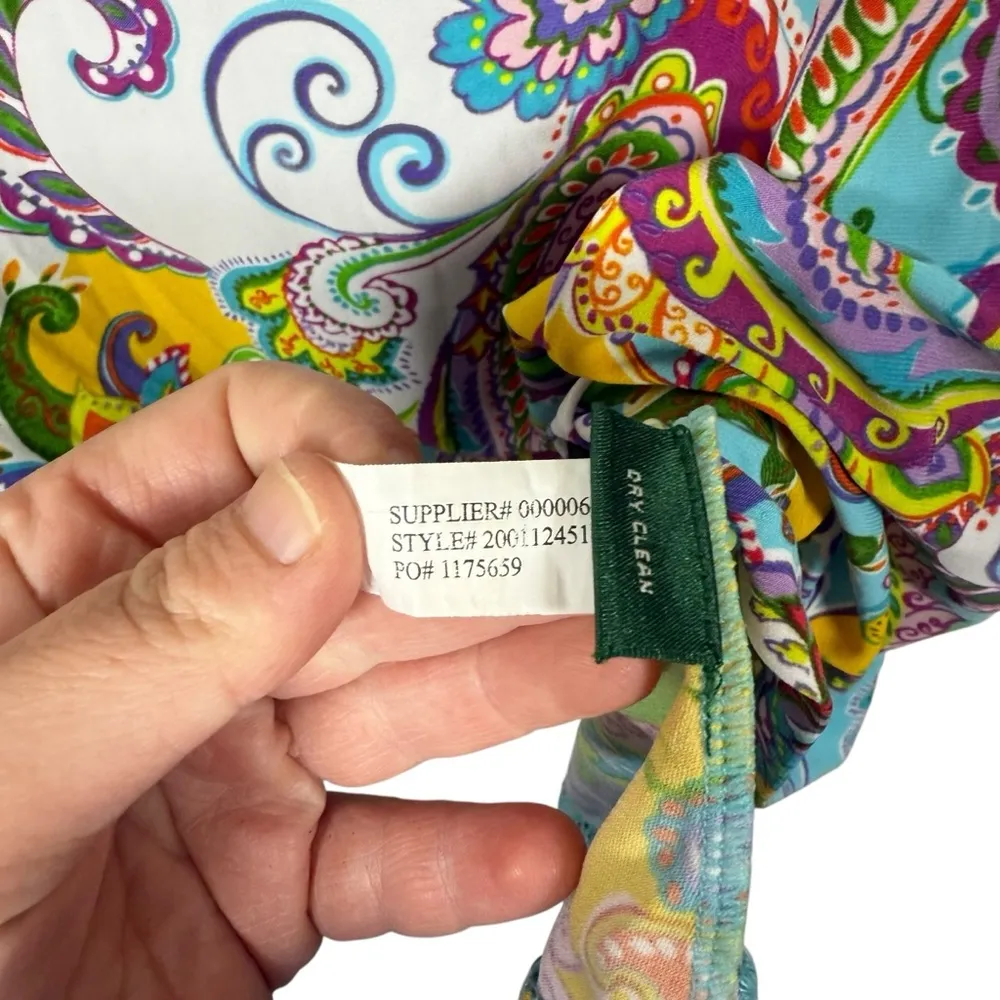 SUPPLIER# 000006
STYLE# 200112451
PO# 1175659
DRY CLEAN